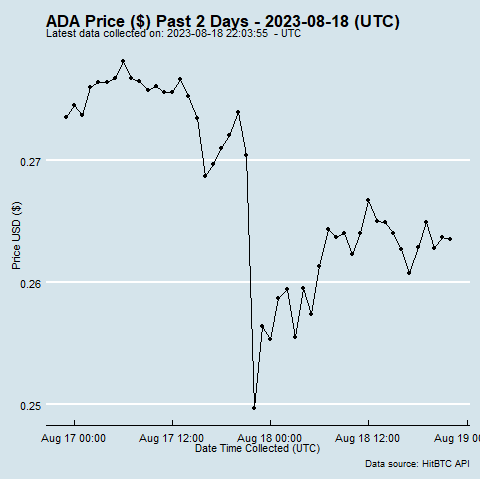 ADA Price ($) Past 2 Days - 2023-08-18 (UTC)
Latest data collected on: 2023-08-18 22:03:55 - UTC
0.27
Price USD ($)
0.26
0.25
Aug 17 00:00 Aug 17 12:00 Aug 18 00:00 Aug 18 12:00 Aug 19 0
Date Time Collected (UTC)
Data source: HitBTC API